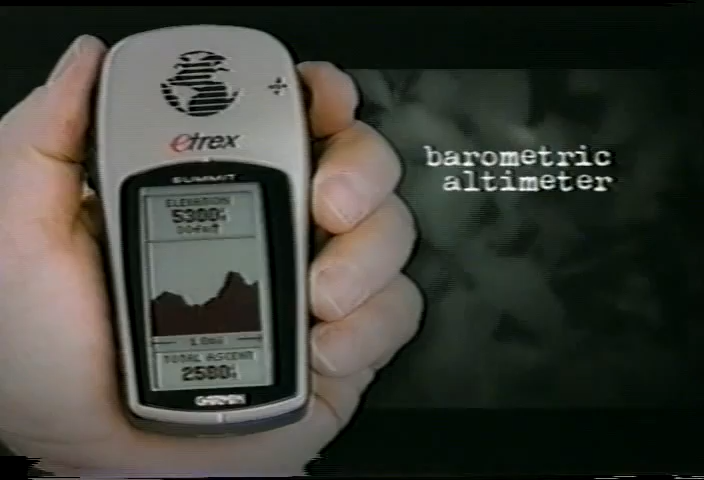 etrex
SUMMIT
ELEVATION
5300
TOTAL ASCENT
2580
GARMIN
barometric
altimeter